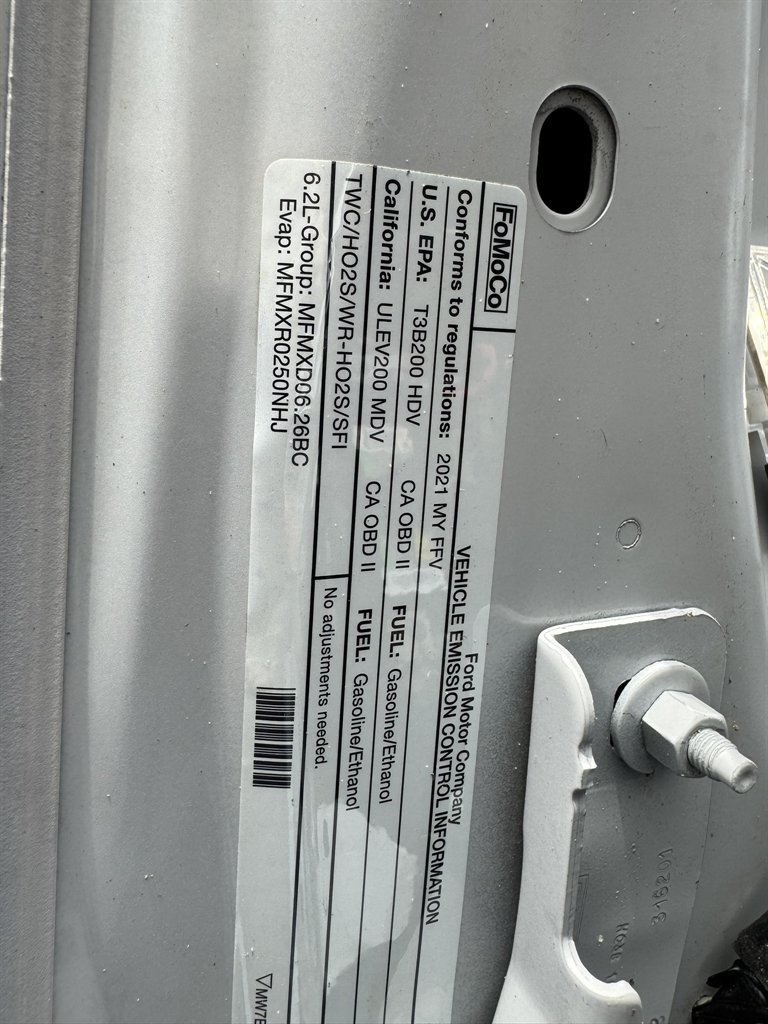 FoMoCo
Ford Motor Company
VEHICLE EMISSION CONTROL INFORMATION
Conforms to regulations: 2021 MY FFV
U.S. EPA: T3B200 HDV CA OBD II FUEL: Gasoline/Ethanol
California: ULEV200 MDV CA OBD II FUEL: Gasoline/Ethanol
TWC/HO2S/WR-HO2S/SFI
No adjustments needed.
6.2L-Group: MFMXD06.26BC
Evap: MFMXR0250NHJ
MW7E